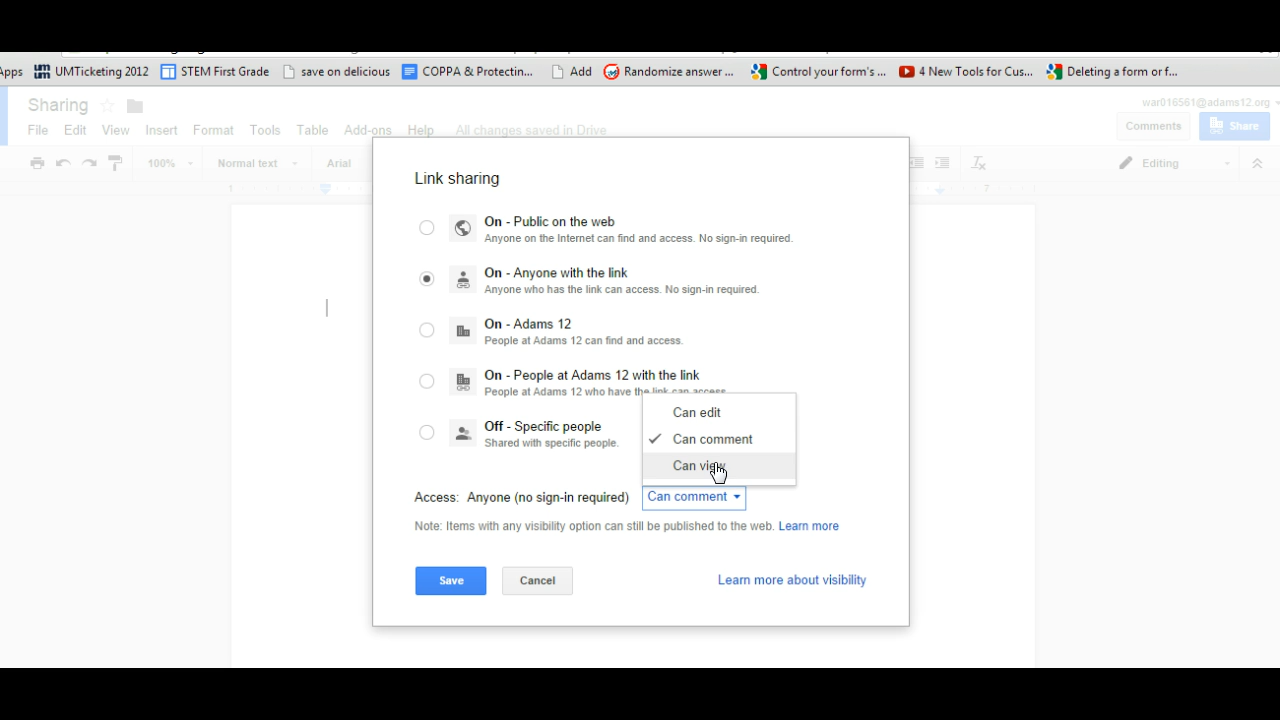 Apps UMTicketing 2012 STEM First Grade save on delicious COPPA & Protectin... Add Randomize answer ... Control your form's ... 4 New Tools for Cus... Deleting a form or f...
Sharing war016561@adams12.org
File Edit View Insert Format Tools Table Add-ons Help All changes saved in Drive Comments Share
100% Normal text Arial Editing
1 7
Link sharing
On - Public on the web
Anyone on the Internet can find and access. No sign-in required.
On - Anyone with the link
Anyone who has the link can access. No sign-in required.
On - Adams 12
People at Adams 12 can find and access.
On - People at Adams 12 with the link
People at Adams 12 who have the link can access.
Off - Specific people
Shared with specific people.
Can edit
Can comment
Can view
Access: Anyone (no sign-in required) Can comment
Note: Items with any visibility option can still be published to the web. Learn more
Save Cancel Learn more about visibility